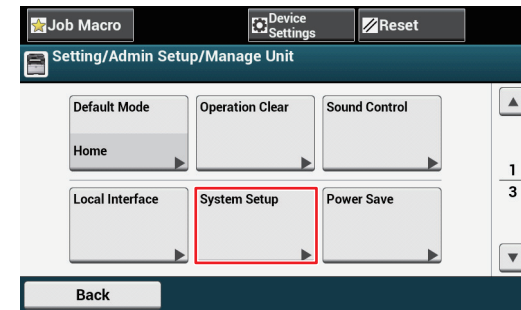 Job Macro
Device
Settings
Reset
Setting/Admin Setup/Manage Unit
Default Mode
Operation Clear
Sound Control
Home
1
3
Local Interface
System Setup
Power Save
Back